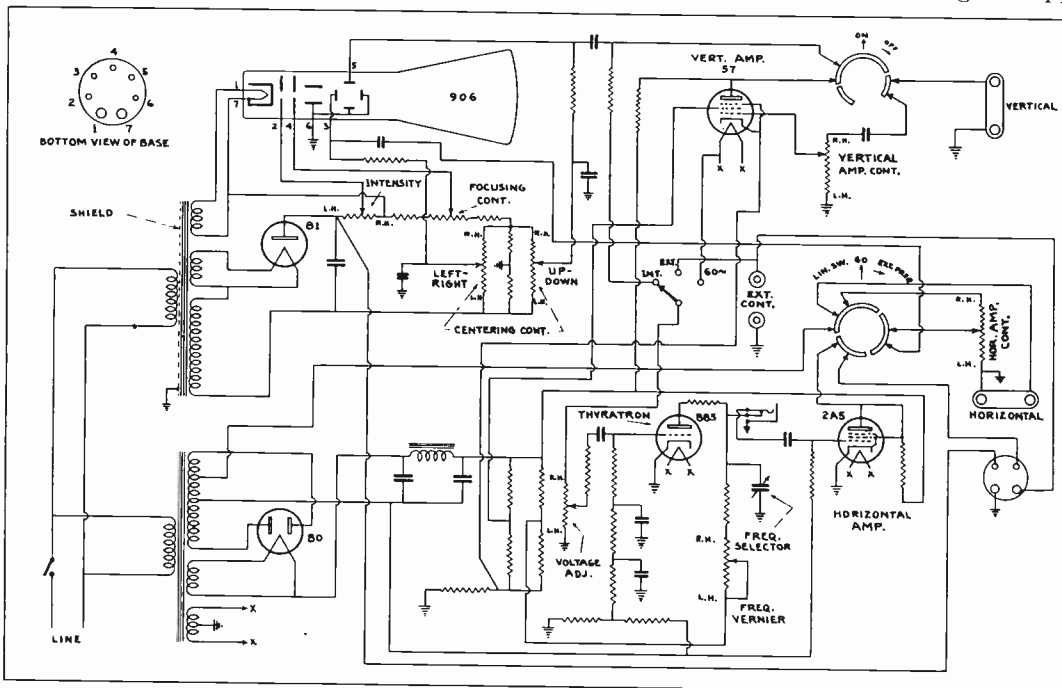 4
3
5
2
6
1
7
BOTTOM VIEW OF BASE
SHIELD
1
7
2
4
6
3
5
906
INTENSITY
L.H.
R.H.
FOCUSING
CONT.
81
R.H.
R.H.
LEFT-
RIGHT
UP-
DOWN
L.H.
L.H.
CENTERING CONT.
VERT. AMP.
57
X
X
ON
OFF
VERTICAL
R.H.
VERTICAL
AMP. CONT.
L.H.
INT.
EXT.
60~
EXT.
CONT.
LIN. SW.
60
EXT. FREQ.
R.H.
HOR. AMP.
CONT.
L.H.
HORIZONTAL
THYRATRON
885
X
X
2A5
X
X
HORIZONTAL
AMP.
R.H.
L.H.
VOLTAGE
ADJ.
FREQ.
SELECTOR
R.H.
L.H.
FREQ.
VERNIER
80
X
X
LINE